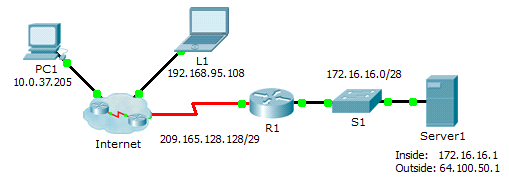 PC1
10.0.37.205
L1
192.168.95.108
Internet
209.165.128.128/29
R1
172.16.16.0/28
S1
Server1
Inside: 172.16.16.1
Outside: 64.100.50.1